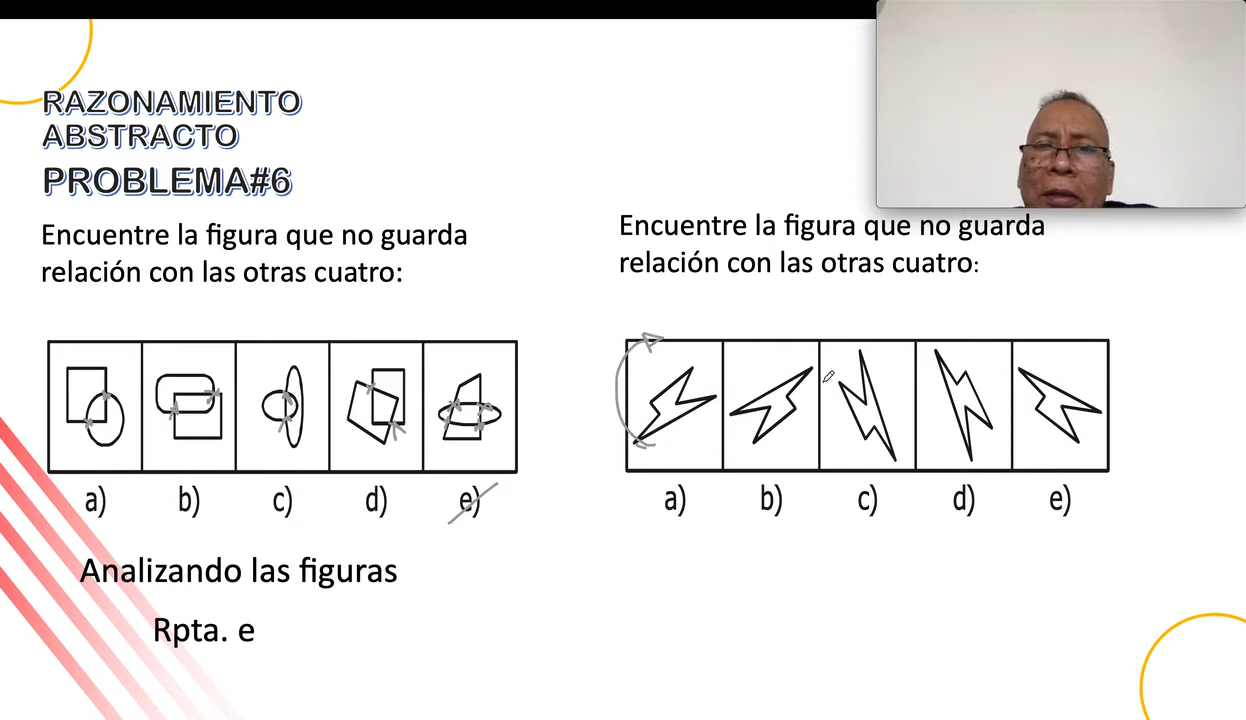 RAZONAMIENTO
ABSTRACTO
PROBLEMA#6
Encuentre la figura que no guarda
relación con las otras cuatro:
a) b) c) d) e)
Analizando las figuras
Rpta. e
Encuentre la figura que no guarda
relación con las otras cuatro:
a) b) c) d) e)